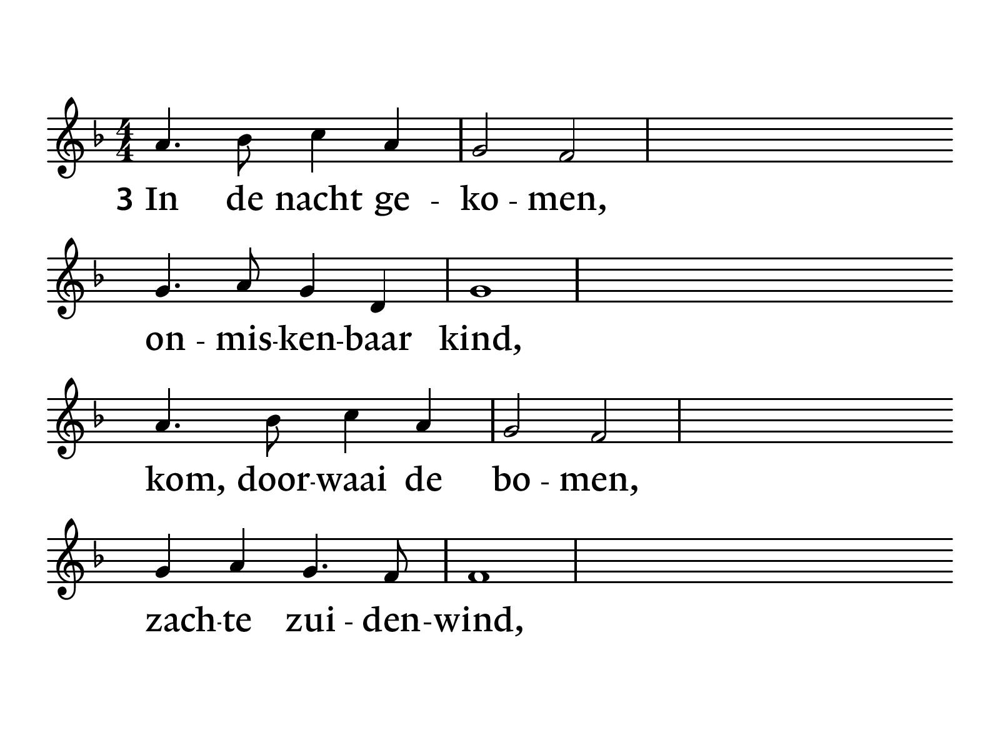 3 In de nacht ge - ko - men,
on - mis-ken-baar kind,
kom, door-waai de bo - men,
zach-te zui - den-wind,